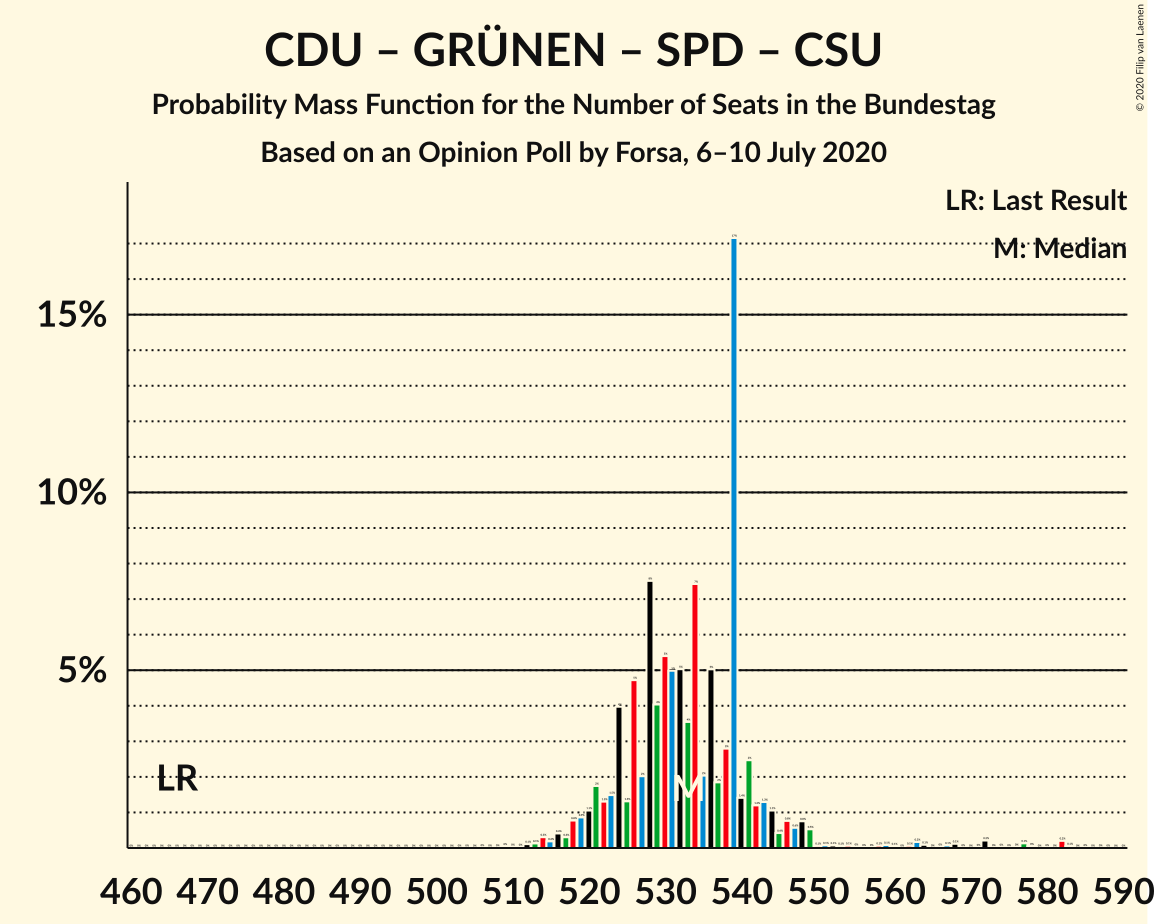 CDU – GRÜNEN – SPD – CSU
Probability Mass Function for the Number of Seats in the Bundestag
Based on an Opinion Poll by Forsa, 6–10 July 2020
© 2020 Filip van Laenen
LR: Last Result
M: Median
15%
10%
5%
LR
M
460 470 480 490 500 510 520 530 540 550 560 570 580 590